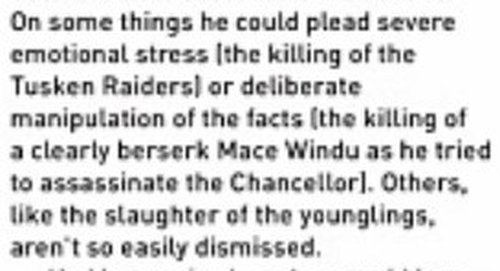 On some things he could plead severe
emotional stress (the killing of the
Tusken Raiders) or deliberate
manipulation of the facts (the killing of
a clearly berserk Mace Windu as he tried
to assassinate the Chancellor). Others,
like the slaughter of the younglings,
aren't so easily dismissed.